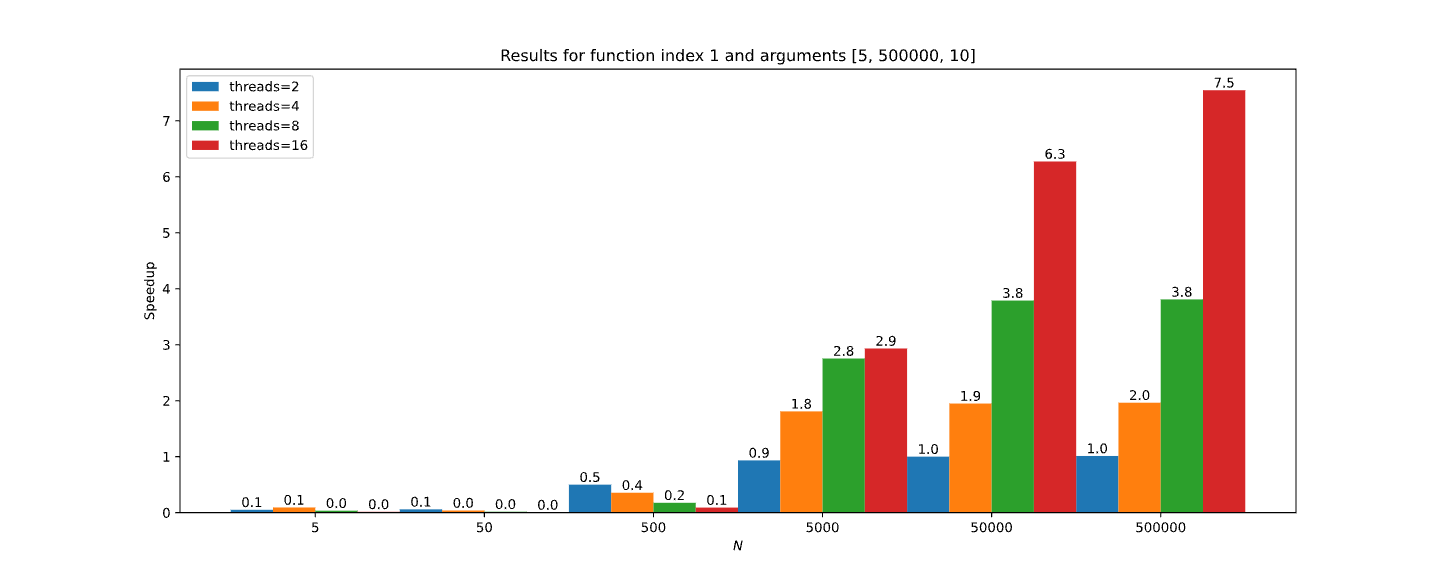 Results for function index 1 and arguments [5, 500000, 10]
threads=2
threads=4
threads=8
threads=16
Speedup
7
6
5
4
3
2
1
0
0.1 0.1 0.0 0.0 0.1 0.0 0.0 0.0 0.5 0.4 0.2 0.1 0.9 1.8 2.8 2.9 1.0 1.9 3.8 6.3 1.0 2.0 3.8 7.5
5 50 500 5000 50000 500000
N